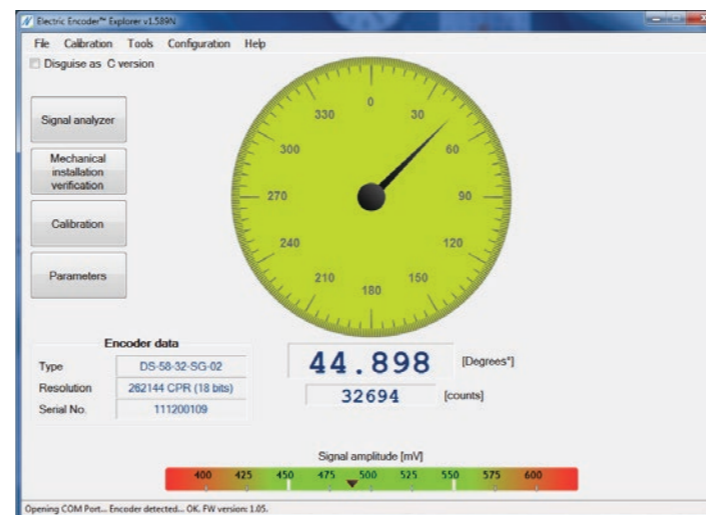 Electric Encoder™ Explorer v1.589N
File Calibration Tools Configuration Help
Disguise as C version
Signal analyzer
Mechanical
installation
verification
Calibration
Parameters
0
30
60
90
120
150
180
210
240
270
300
330
Encoder data
Type DS-58-32-SG-02
Resolution 262144 CPR (18 bits)
Serial No. 111200109
44.898 [Degrees°]
32694 [counts]
Signal amplitude [mV]
400 425 450 475 500 525 550 575 600
Opening COM Port... Encoder detected... OK. FW version: 1.05.